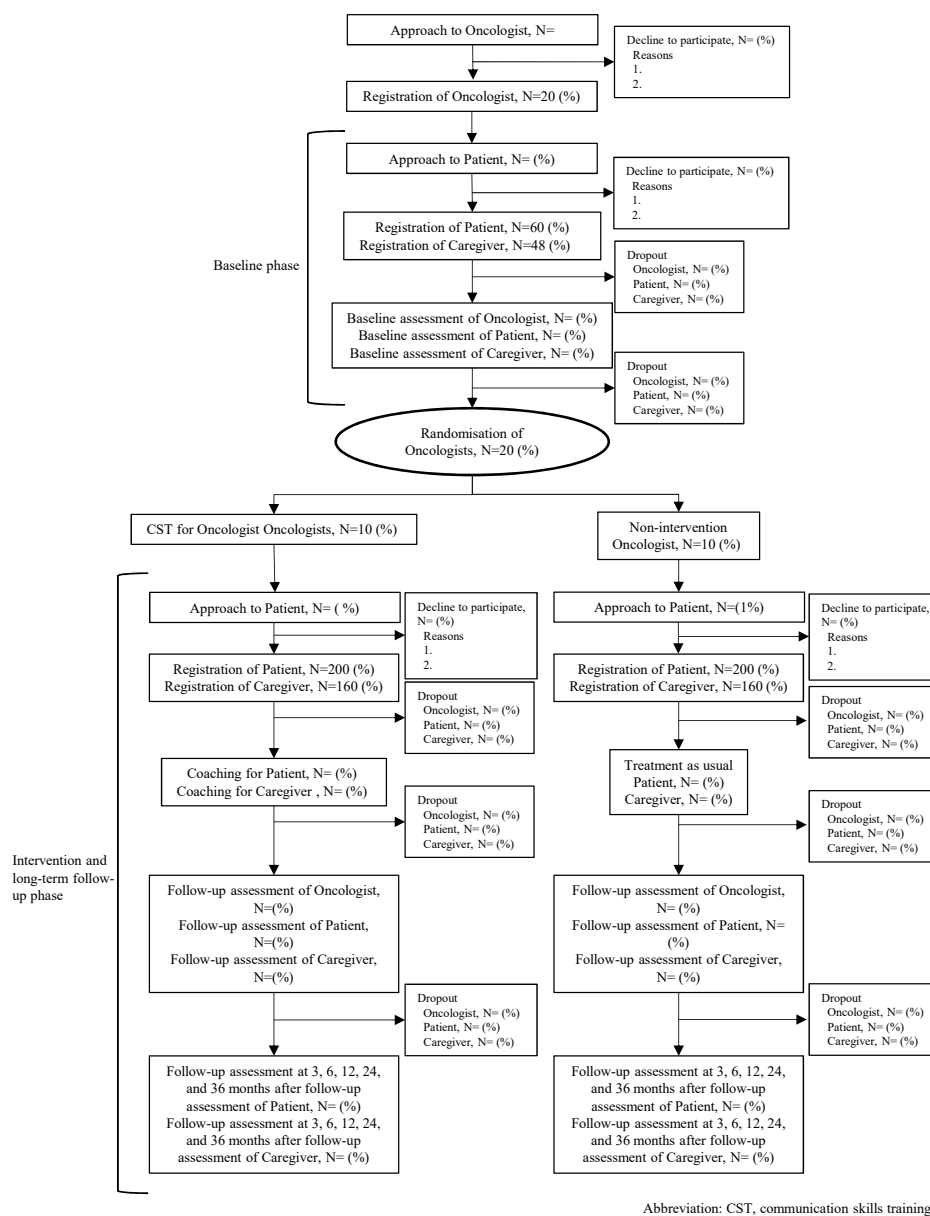 Approach to Oncologist, N=
Decline to participate, N= (%)
Reasons
1.
2.
Registration of Oncologist, N=20 (%)
Baseline phase
Approach to Patient, N= (%)
Decline to participate, N= (%)
Reasons
1.
2.
Registration of Patient, N=60 (%)
Registration of Caregiver, N=48 (%)
Dropout
Oncologist, N= (%)
Patient, N= (%)
Caregiver, N= (%)
Baseline assessment of Oncologist, N= (%)
Baseline assessment of Patient, N= (%)
Baseline assessment of Caregiver, N= (%)
Dropout
Oncologist, N= (%)
Patient, N= (%)
Caregiver, N= (%)
Randomisation of
Oncologists, N=20 (%)
CST for Oncologist Oncologists, N=10 (%)
Non-intervention
Oncologist, N=10 (%)
Intervention and
long-term follow-
up phase
Approach to Patient, N= ( %)
Decline to participate,
N= (%)
Reasons
1.
2.
Registration of Patient, N=200 (%)
Registration of Caregiver, N=160 (%)
Dropout
Oncologist, N= (%)
Patient, N= (%)
Caregiver, N= (%)
Coaching for Patient, N= (%)
Coaching for Caregiver , N= (%)
Dropout
Oncologist, N= (%)
Patient, N= (%)
Caregiver, N= (%)
Follow-up assessment of Oncologist,
N=(%)
Follow-up assessment of Patient,
N=(%)
Follow-up assessment of Caregiver,
N=(%)
Dropout
Oncologist, N= (%)
Patient, N= (%)
Caregiver, N= (%)
Follow-up assessment at 3, 6, 12, 24,
and 36 months after follow-up
assessment of Patient, N= (%)
Follow-up assessment at 3, 6, 12, 24,
and 36 months after follow-up
assessment of Caregiver, N= (%)
Approach to Patient, N=(1%)
Decline to participate,
N= (%)
Reasons
1.
2.
Registration of Patient, N=200 (%)
Registration of Caregiver, N=160 (%)
Dropout
Oncologist, N= (%)
Patient, N= (%)
Caregiver, N= (%)
Treatment as usual
Patient, N= (%)
Caregiver, N= (%)
Dropout
Oncologist, N= (%)
Patient, N= (%)
Caregiver, N= (%)
Follow-up assessment of Oncologist,
N= (%)
Follow-up assessment of Patient, N=
(%)
Follow-up assessment of Caregiver,
N= (%)
Dropout
Oncologist, N= (%)
Patient, N= (%)
Caregiver, N= (%)
Follow-up assessment at 3, 6, 12, 24,
and 36 months after follow-up
assessment of Patient, N= (%)
Follow-up assessment at 3, 6, 12, 24,
and 36 months after follow-up
assessment of Caregiver, N= (%)
Abbreviation: CST, communication skills training